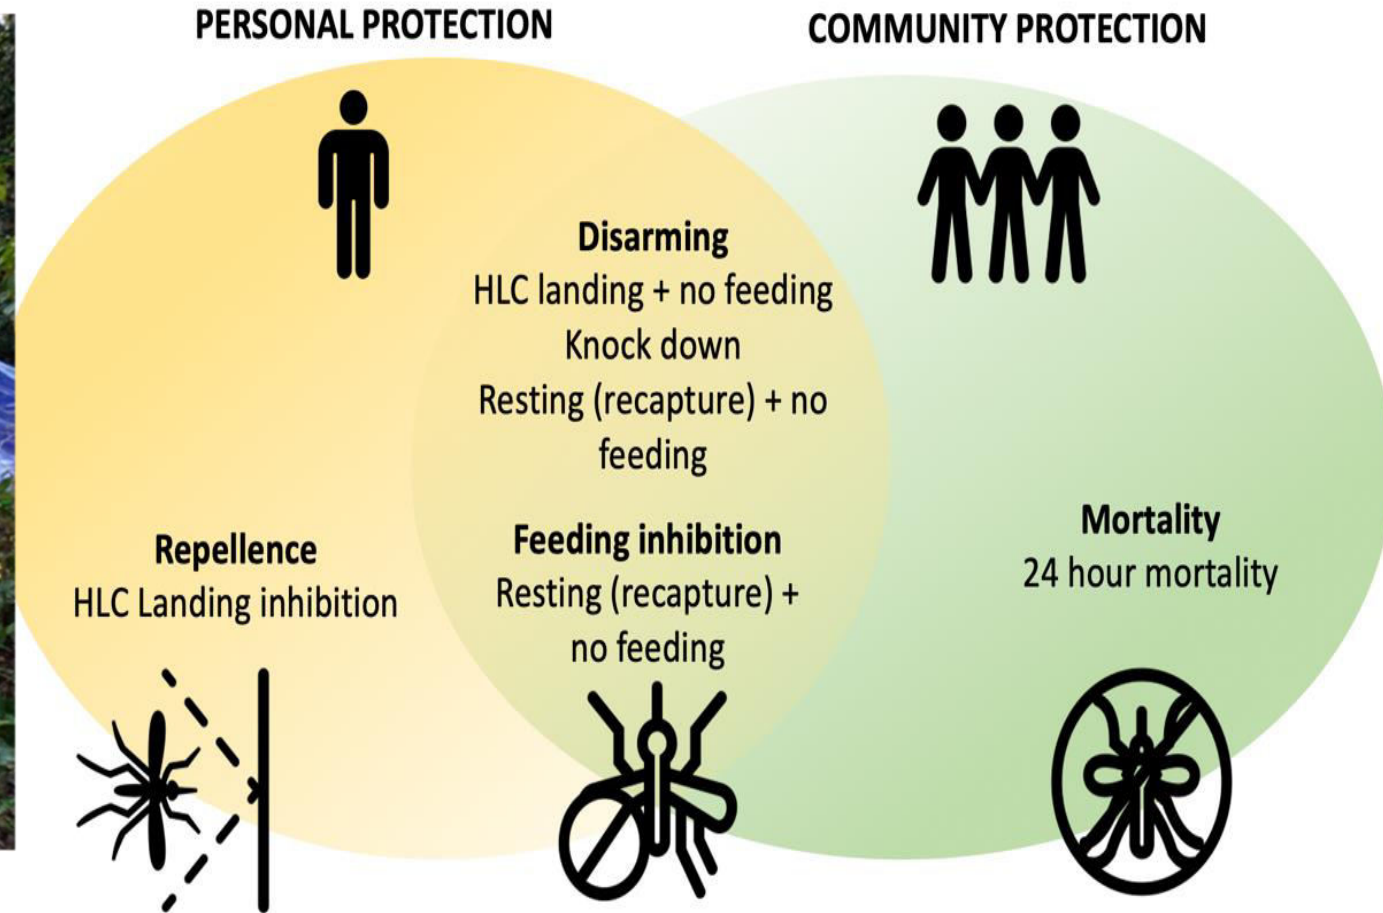 PERSONAL PROTECTION
COMMUNITY PROTECTION
Disarming
HLC landing + no feeding
Knock down
Resting (recapture) + no
feeding
Feeding inhibition
Resting (recapture) +
no feeding
Repellence
HLC Landing inhibition
Mortality
24 hour mortality